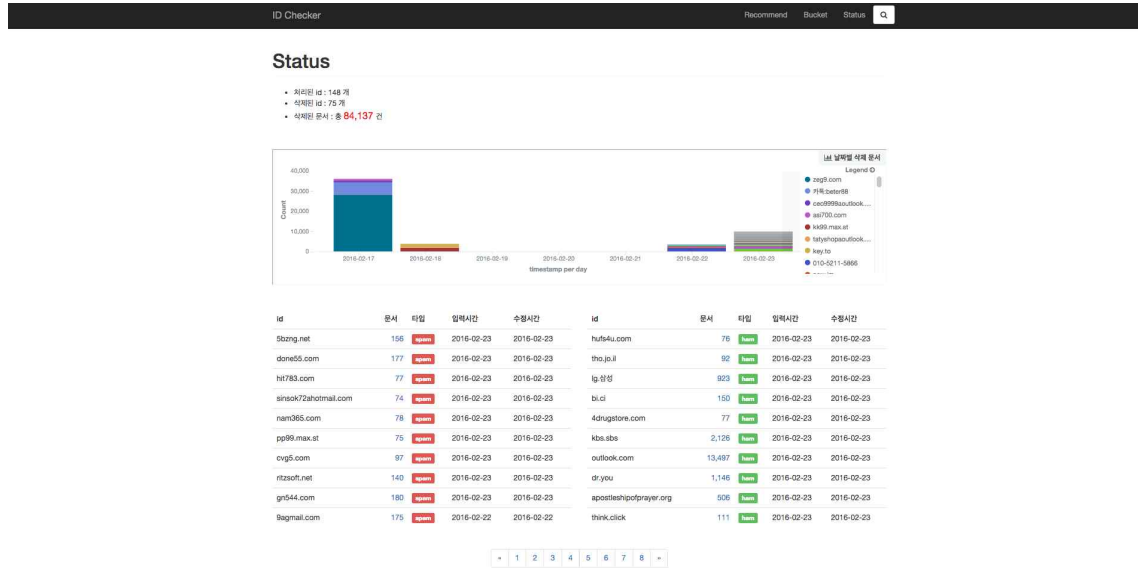 ID Checker Recommend Bucket Status
Status
처리된 id : 148 개
삭제된 id : 75 개
삭제된 문서 : 총 84,137 건
날짜별 삭제 문서
Legend
40,000
30,000
20,000
10,000
0
Count
2016-02-17 2016-02-18 2016-02-19 2016-02-20 2016-02-21 2016-02-22 2016-02-23
timestamp per day
zeg9.com
카톡:beter88
ceo9999aoutlook....
asi700.com
kk99.max.st
tatyshopaoutlook....
key.to
010-5211-5866
id 문서 타입 입력시간 수정시간
5bzng.net 156 spam 2016-02-23 2016-02-23
done55.com 177 spam 2016-02-23 2016-02-23
hit783.com 77 spam 2016-02-23 2016-02-23
sinsok72ahotmail.com 74 spam 2016-02-23 2016-02-23
nam365.com 78 spam 2016-02-23 2016-02-23
pp99.max.st 75 spam 2016-02-23 2016-02-23
cvg5.com 97 spam 2016-02-23 2016-02-23
ritzsoft.net 140 spam 2016-02-23 2016-02-23
gn544.com 180 spam 2016-02-23 2016-02-23
9agmail.com 175 spam 2016-02-22 2016-02-22
id 문서 타입 입력시간 수정시간
hufs4u.com 76 ham 2016-02-23 2016-02-23
tho.jo.il 92 ham 2016-02-23 2016-02-23
lg.삼성 923 ham 2016-02-23 2016-02-23
bi.ci 150 ham 2016-02-23 2016-02-23
4drugstore.com 77 ham 2016-02-23 2016-02-23
kbs.sbs 2,126 ham 2016-02-23 2016-02-23
outlook.com 13,497 ham 2016-02-23 2016-02-23
dr.you 1,146 ham 2016-02-23 2016-02-23
apostleshipofprayer.org 506 ham 2016-02-23 2016-02-23
think.click 111 ham 2016-02-23 2016-02-23
« 1 2 3 4 5 6 7 8 »